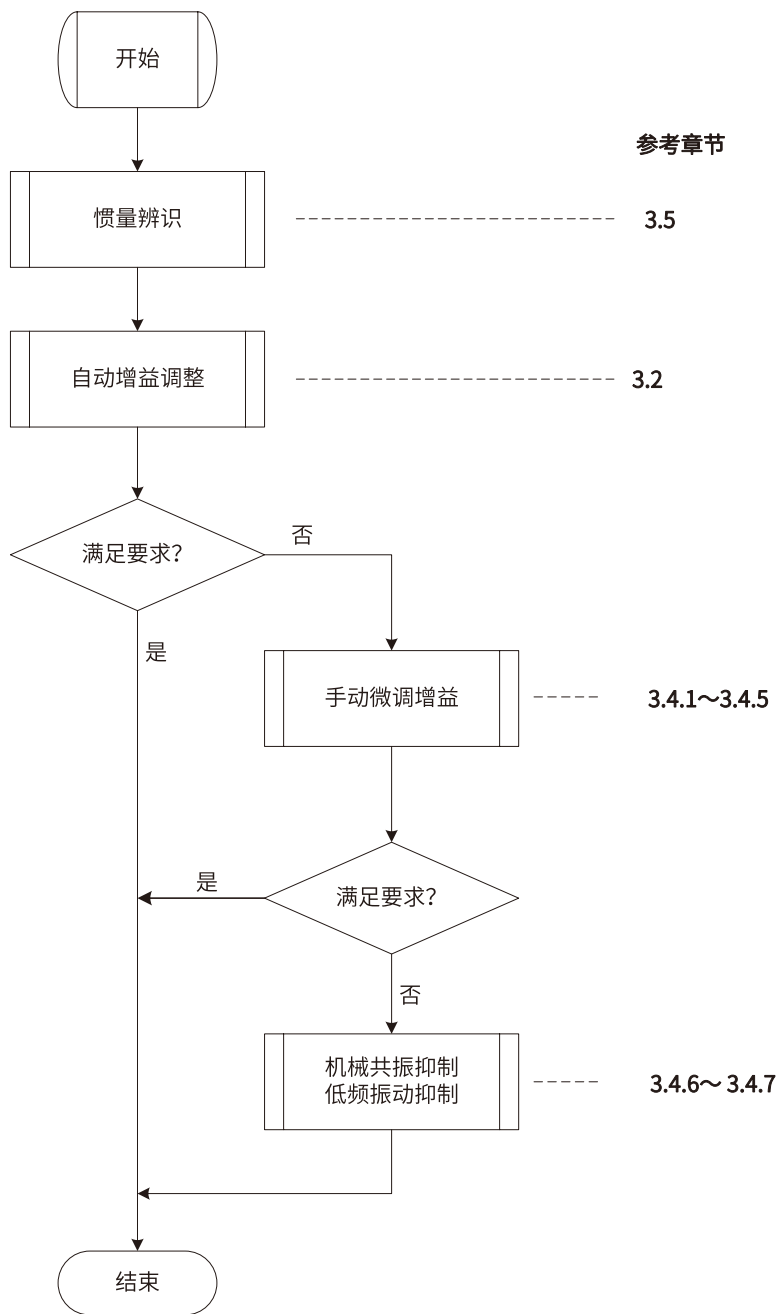 开始
参考章节
惯量辨识
3.5
自动增益调整
3.2
满足要求？
否
是
手动微调增益
3.4.1～3.4.5
是
满足要求？
否
机械共振抑制
低频振动抑制
3.4.6～ 3.4.7
结束